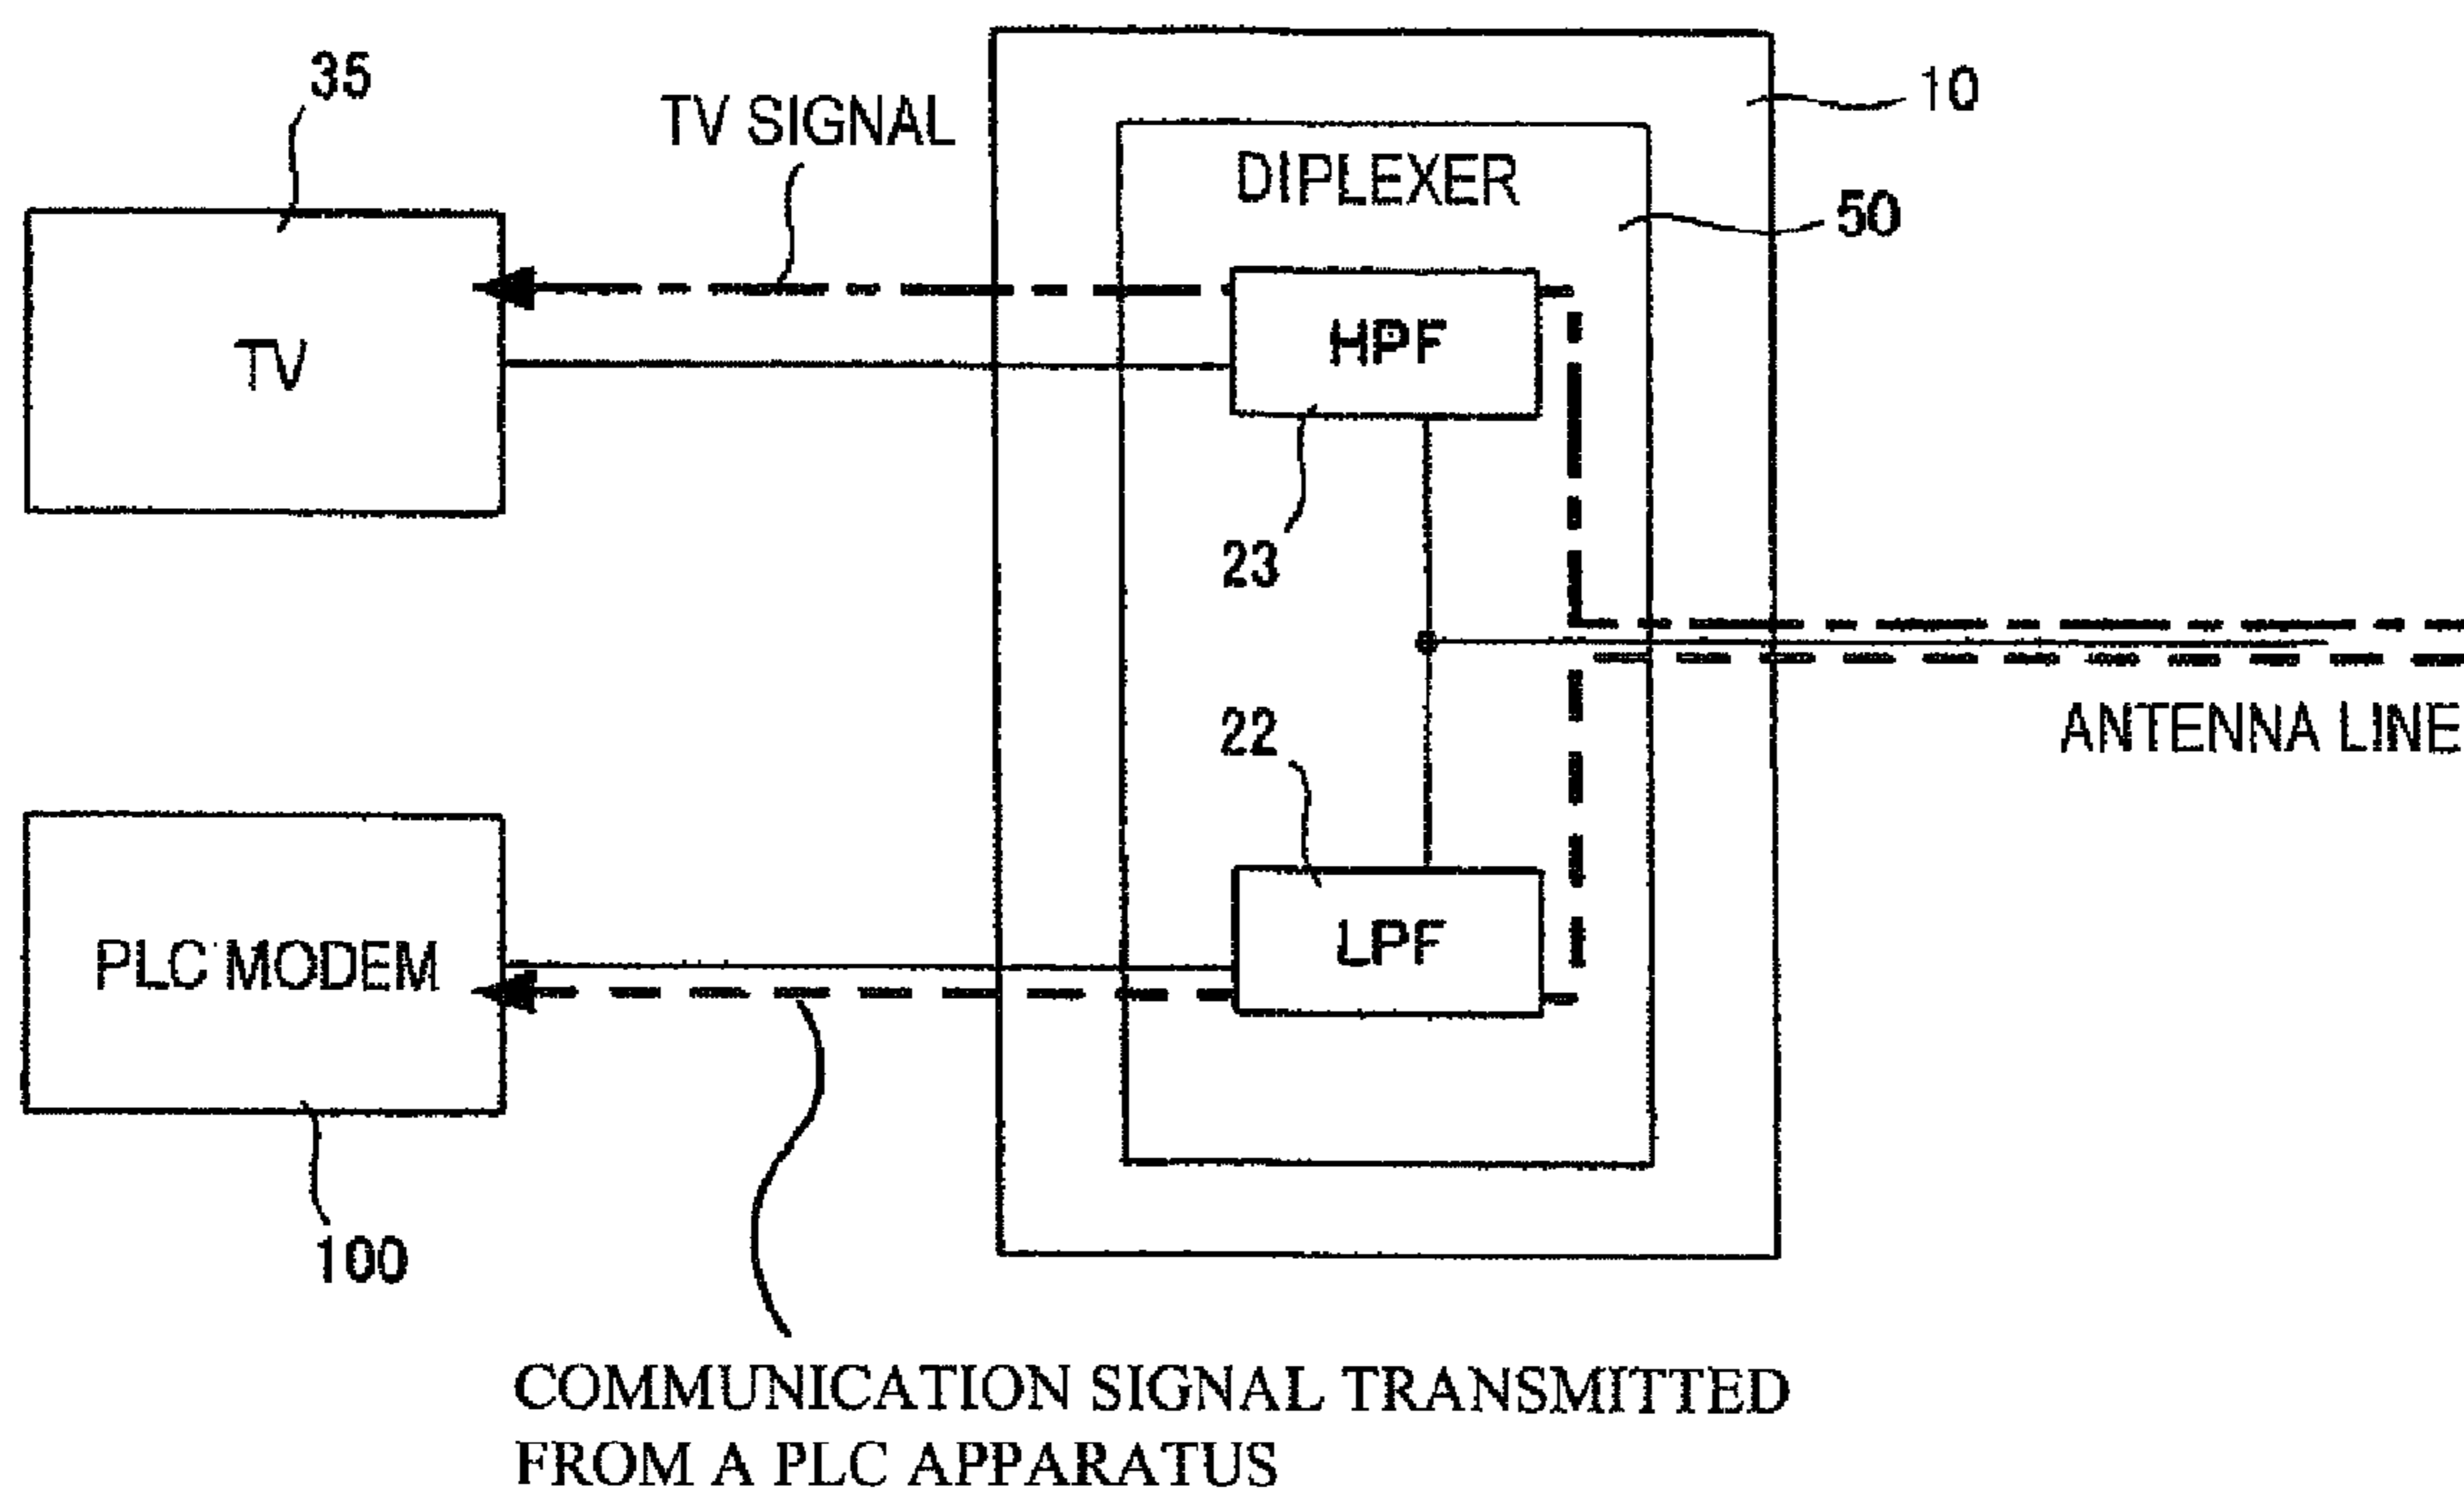 35
TV SIGNAL
10
DIPLEXER
50
TV
HPF
23
ANTENNA LINE
22
PLC MODEM
LPF
100
COMMUNICATION SIGNAL TRANSMITTED
FROM A PLC APPARATUS